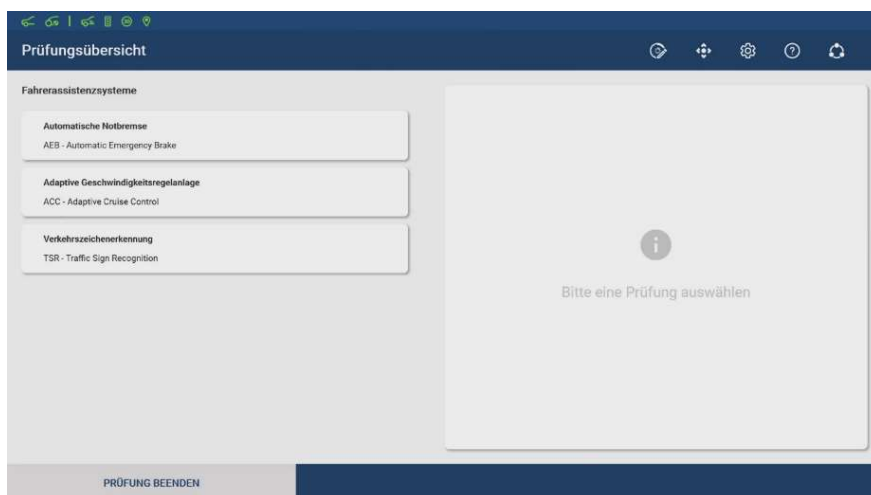 Prüfungsübersicht
Fahrerassistenzsysteme
Automatische Notbremse
AEB - Automatic Emergency Brake
Adaptive Geschwindigkeitsregelanlage
ACC - Adaptive Cruise Control
Verkehrszeichenerkennung
TSR - Traffic Sign Recognition
Bitte eine Prüfung auswählen
PRÜFUNG BEENDEN